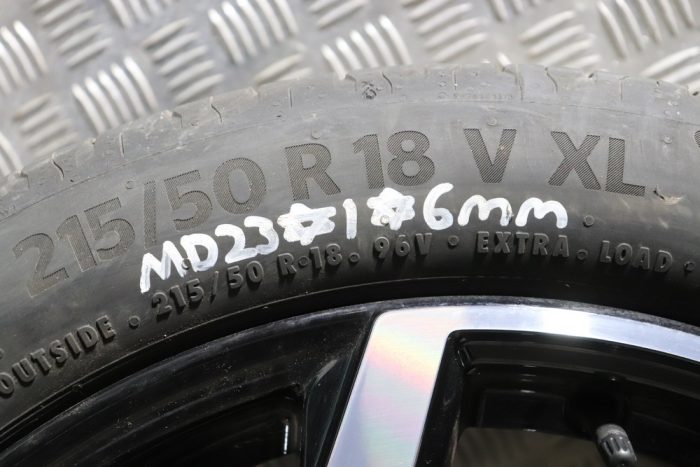 215/50 R 18 V XL
MD23☆1☆6mm
OUTSIDE • 215/50 R•18• 96V • EXTRA LOAD